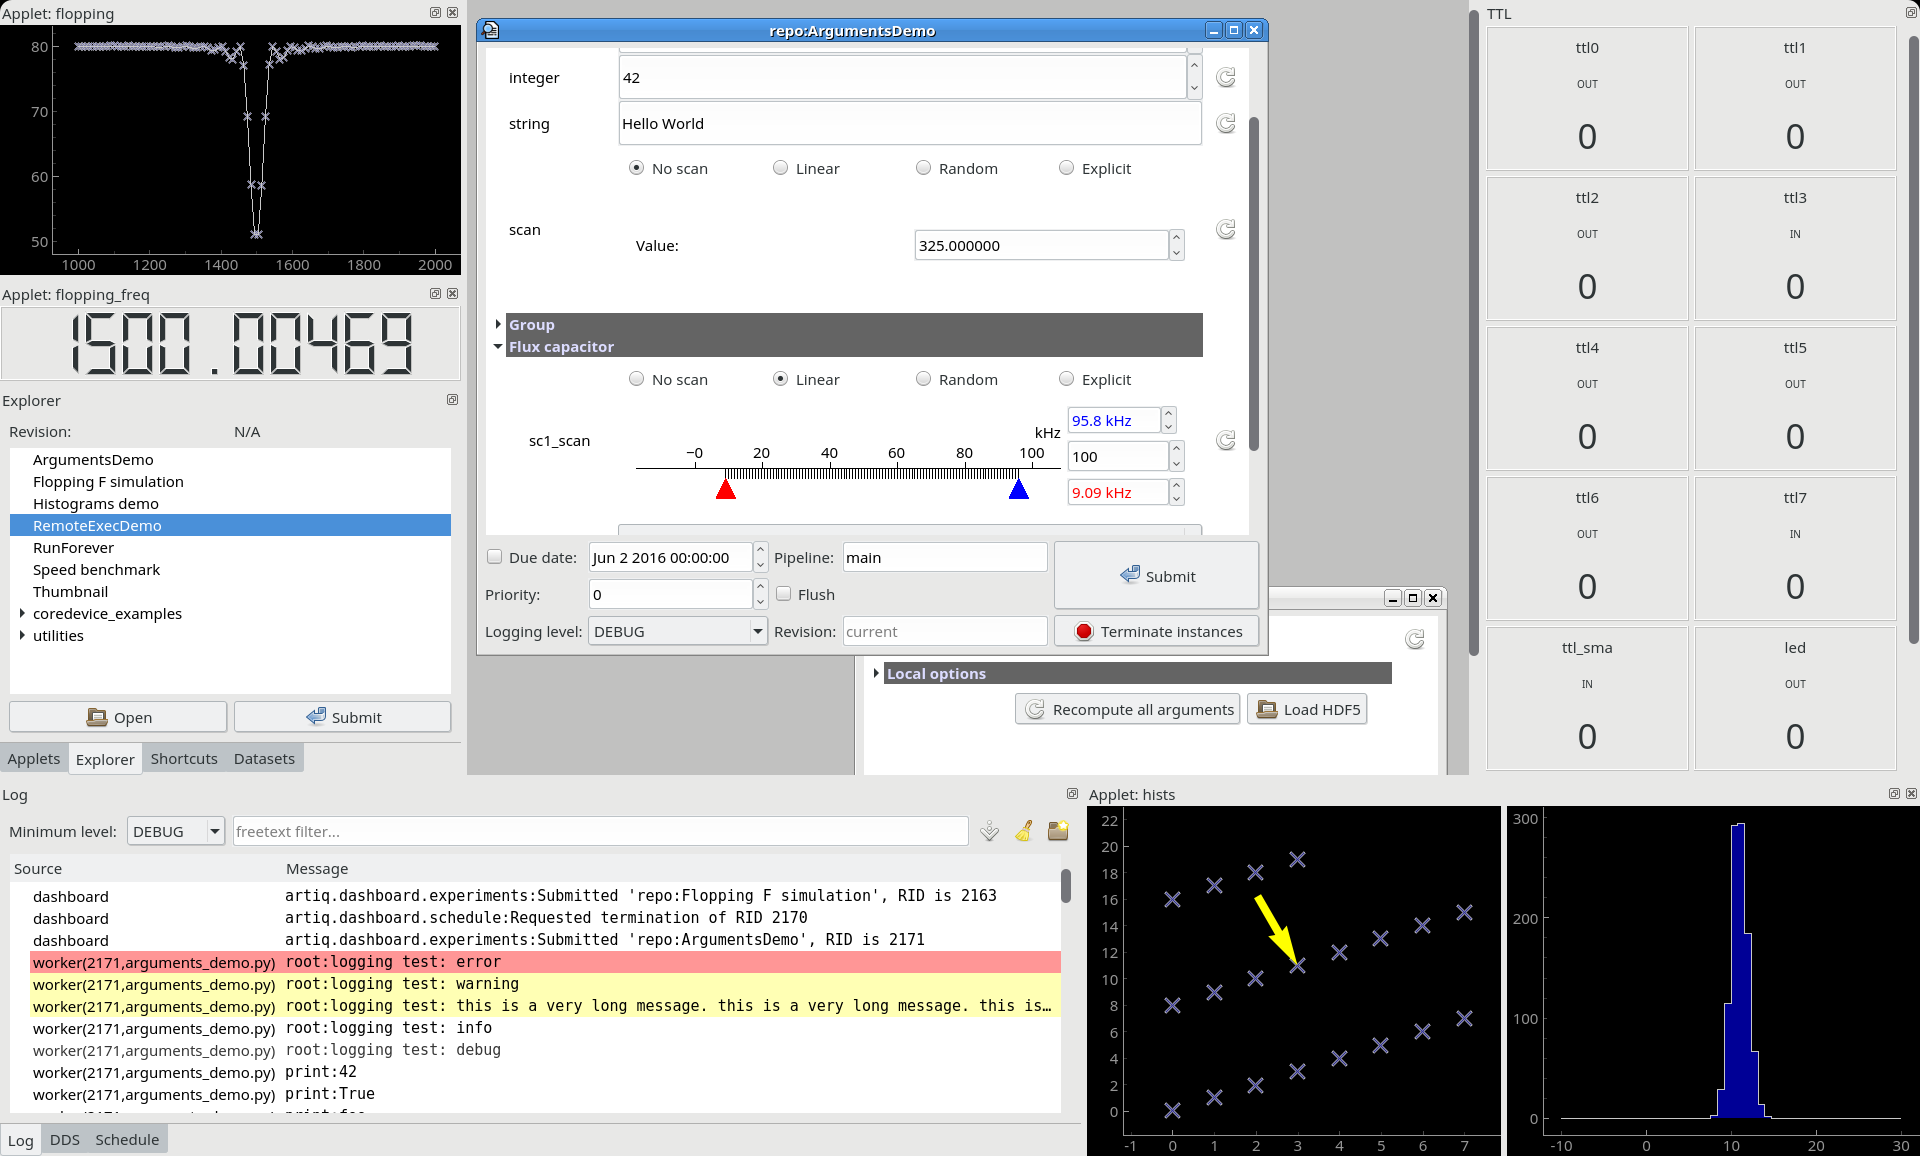 Applet: flopping
80
70
60
50
1000 1200 1400 1600 1800 2000
Applet: flopping_freq
1500.00469
Explorer
Revision: N/A
ArgumentsDemo
Flopping F simulation
Histograms demo
RemoteExecDemo
RunForever
Speed benchmark
Thumbnail
coredevice_examples
utilities
Open Submit
Applets Explorer Shortcuts Datasets
repo:ArgumentsDemo
integer 42
string Hello World
No scan Linear Random Explicit
scan
Value: 325.000000
Group
Flux capacitor
No scan Linear Random Explicit
sc1_scan
kHz
−0 20 40 60 80 100
95.8 kHz
100
9.09 kHz
Due date: Jun 2 2016 00:00:00 Pipeline: main
Submit
Priority: 0 Flush
Logging level: DEBUG Revision: current Terminate instances
Local options
Recompute all arguments Load HDF5
TTL
ttl0 ttl1
OUT OUT
0 0
ttl2 ttl3
OUT IN
0 0
ttl4 ttl5
OUT OUT
0 0
ttl6 ttl7
OUT IN
0 0
ttl_sma led
IN OUT
0 0
Log
Minimum level: DEBUG freetext filter...
Source Message
dashboard artiq.dashboard.experiments:Submitted 'repo:Flopping F simulation', RID is 2163
dashboard artiq.dashboard.schedule:Requested termination of RID 2170
dashboard artiq.dashboard.experiments:Submitted 'repo:ArgumentsDemo', RID is 2171
worker(2171,arguments_demo.py) root:logging test: error
worker(2171,arguments_demo.py) root:logging test: warning
worker(2171,arguments_demo.py) root:logging test: this is a very long message. this is a very long message. this is…
worker(2171,arguments_demo.py) root:logging test: info
worker(2171,arguments_demo.py) root:logging test: debug
worker(2171,arguments_demo.py) print:42
worker(2171,arguments_demo.py) print:True
Log DDS Schedule
Applet: hists
22
20
18
16
14
12
10
8
6
4
2
0
-1 0 1 2 3 4 5 6 7
300
200
100
0
-10 0 10 20 30